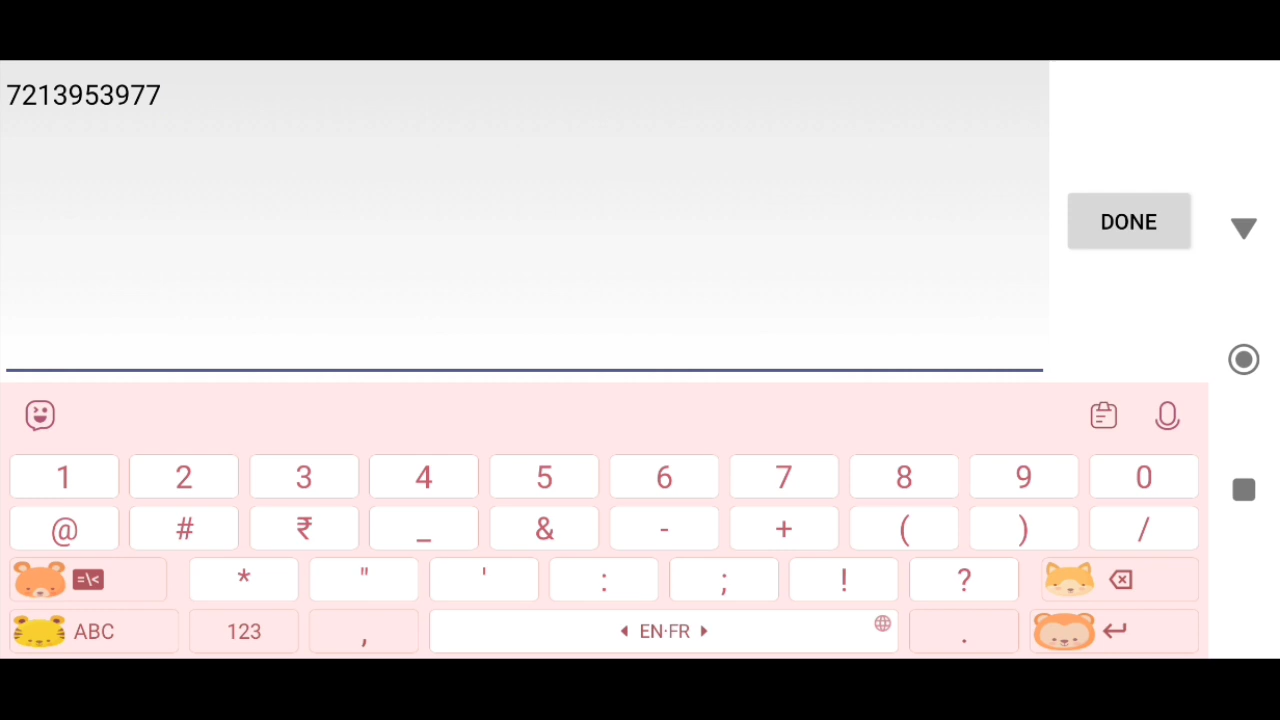 7213953977
DONE
1 2 3 4 5 6 7 8 9 0
@ # ₹ _ & - + ( ) /
=\< * " ' : ; ! ?
ABC 123 , EN·FR .